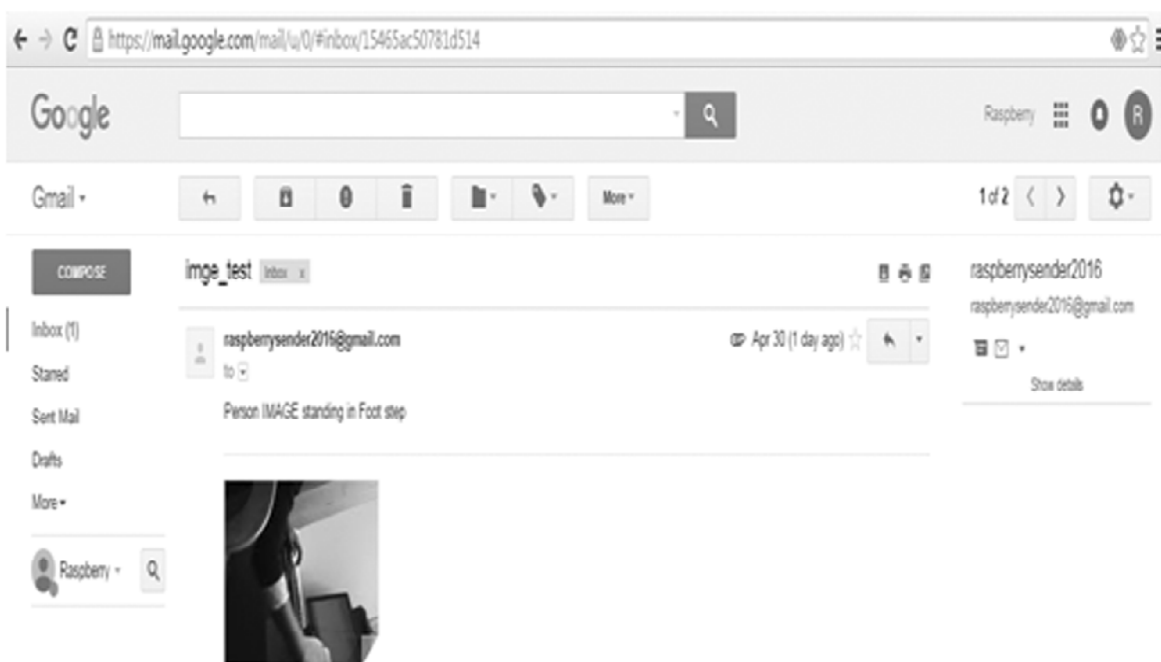 https://mail.google.com/mail/u/0/#inbox/15465ac50781d514
Google
Raspberry
R
Gmail
More
1 of 2
COMPOSE
imge_test Inbox x
raspberrysender2016
raspberrysender2016@gmail.com
Inbox (1)
raspberrysender2016@gmail.com
Apr 30 (1 day ago)
Starred
to
Show details
Sent Mail
Person IMAGE standing in Foot step
Drafts
More
Raspberry